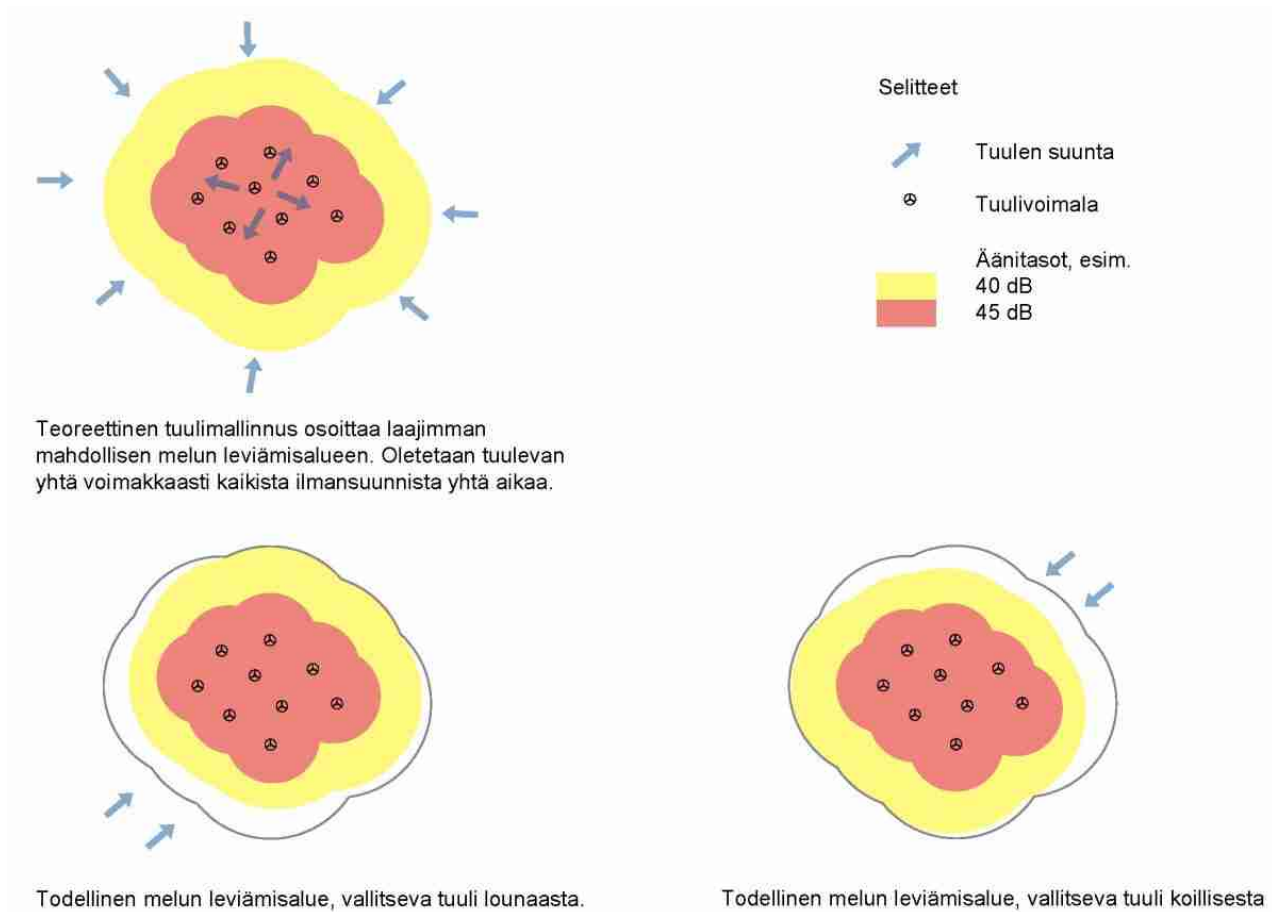 Selitteet
Tuulen suunta
Tuulivoimala
Äänitasot, esim.
40 dB
45 dB
Teoreettinen tuulimallinnus osoittaa laajimman
mahdollisen melun leviämisalueen. Oletetaan tuulevan
yhtä voimakkaasti kaikista ilmansuunnista yhtä aikaa.
Todellinen melun leviämisalue, vallitseva tuuli lounaasta.
Todellinen melun leviämisalue, vallitseva tuuli koillisesta